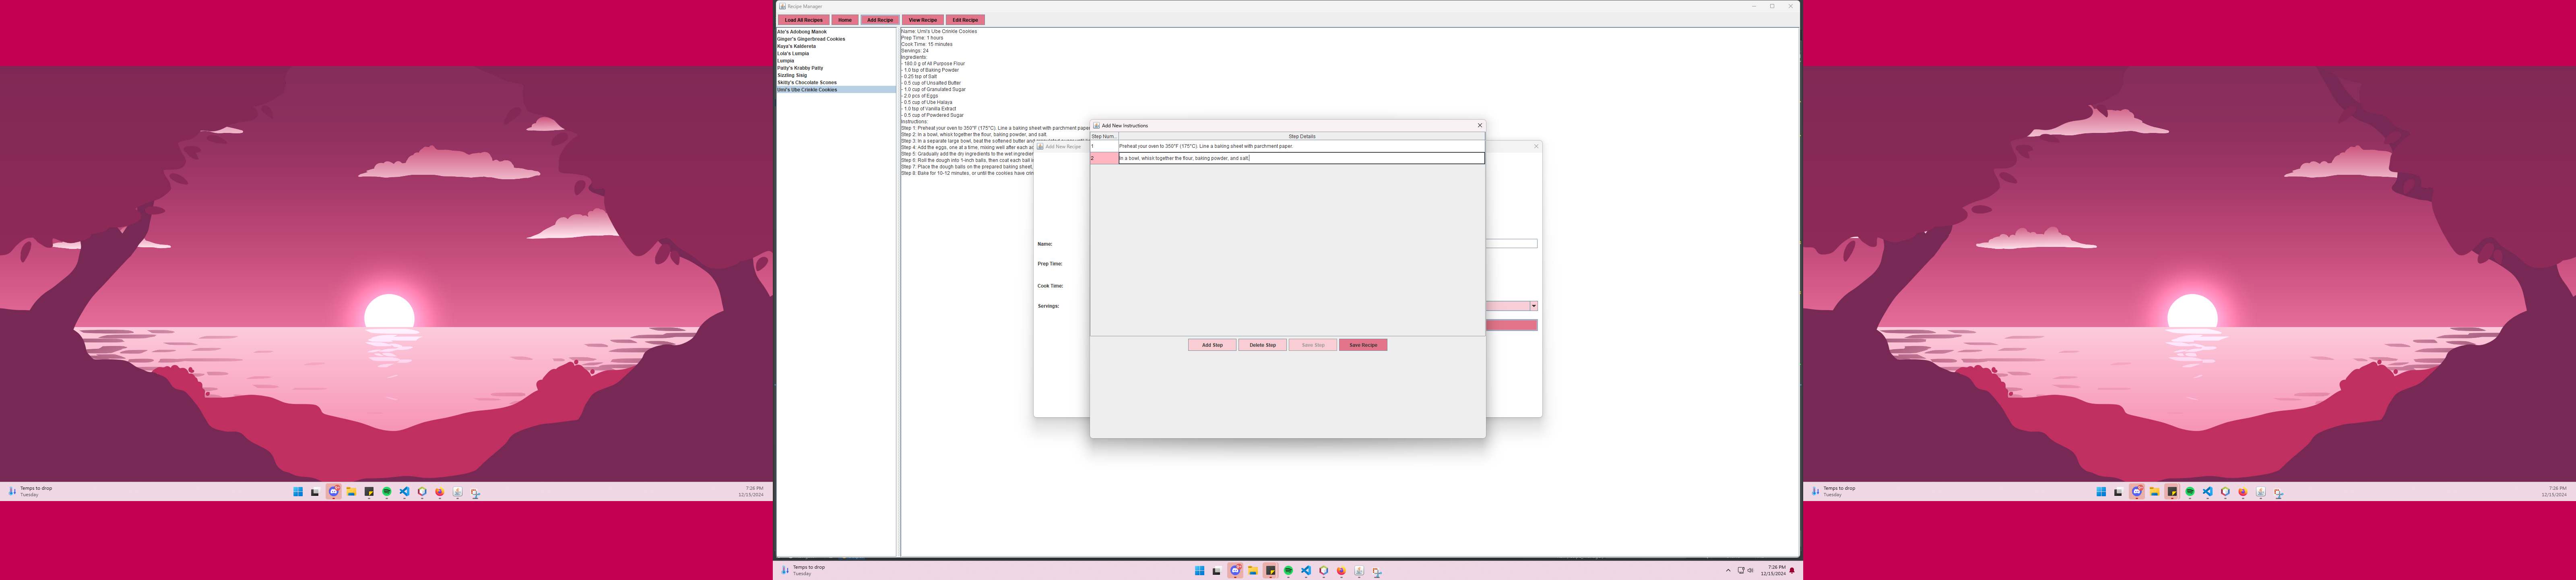 Recipe Manager
Load All Recipes
Home
Add Recipe
View Recipe
Edit Recipe
Ate's Adobong Manok
Ginger's Gingerbread Cookies
Kuya's Kaldereta
Lola's Lumpia
Lumpia
Patty's Krabby Patty
Sizzling Sisig
Skitty's Chocolate Scones
Umi's Ube Crinkle Cookies
Name: Umi's Ube Crinkle Cookies
Prep Time: 1 hours
Cook Time: 15 minutes
Servings: 24
Ingredients:
- 180.0 g of All Purpose Flour
- 1.0 tsp of Baking Powder
- 0.25 tsp of Salt
- 0.5 cup of Unsalted Butter
- 1.0 cup of Granulated Sugar
- 2.0 pcs of Eggs
- 0.5 cup of Ube Halaya
- 1.0 tsp of Vanilla Extract
- 0.5 cup of Powdered Sugar
Instructions:
Step 1: Preheat your oven to 350°F (175°C). Line a baking sheet with parchment paper
Step 2: In a bowl, whisk together the flour, baking powder, and salt.
Step 3: In a separate large bowl, beat the softened butter and
Step 4: Add the eggs, one at a time, mixing well after each
Step 5: Gradually add the dry ingredients to the wet
Step 6: Roll the dough into 1-inch balls, then coat each ball
Step 7: Place the dough balls on the prepared baking sheet,
Step 8: Bake for 10-12 minutes, or until the cookies have
Add New Recipe
Name:
Prep Time:
Cook Time:
Servings:
Add New Instructions
Step Num...
Step Details
1
Preheat your oven to 350°F (175°C). Line a baking sheet with parchment paper
2
In a bowl, whisk together the flour, baking powder, and salt.
Add Step
Delete Step
Save Step
Save Recipe
Temps to drop
Tuesday
7:26 PM
12/15/2024
Temps to drop
Tuesday
7:26 PM
12/15/2024
Temps to drop
Tuesday
7:26 PM
12/15/2024